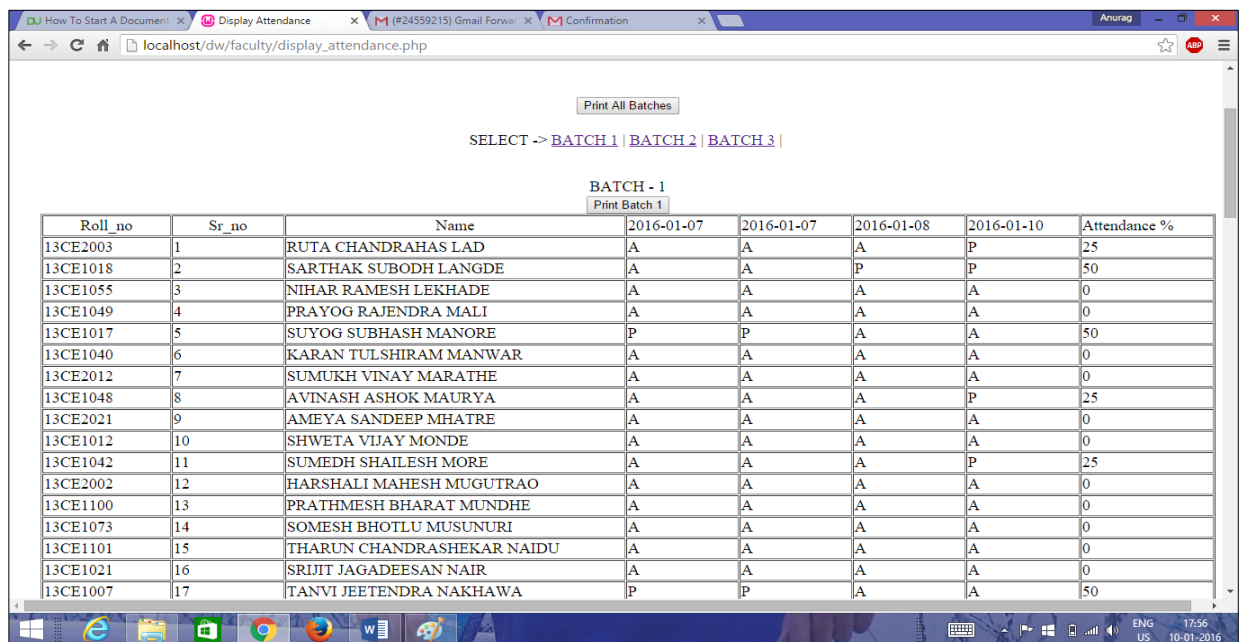 DU How To Start A Document
Display Attendance
M (#24559215) Gmail Forwar
Confirmation
Anurag
localhost/dw/faculty/display_attendance.php
ABP
Print All Batches
SELECT -> BATCH 1 | BATCH 2 | BATCH 3 |
BATCH - 1
Print Batch 1
Roll_no Sr_no Name 2016-01-07 2016-01-07 2016-01-08 2016-01-10 Attendance %
13CE2003 1 RUTA CHANDRAHAS LAD A A A P 25
13CE1018 2 SARTHAK SUBODH LANGDE A A P P 50
13CE1055 3 NIHAR RAMESH LEKHADE A A A A 0
13CE1049 4 PRAYOG RAJENDRA MALI A A A A 0
13CE1017 5 SUYOG SUBHASH MANORE P P A A 50
13CE1040 6 KARAN TULSHIRAM MANWAR A A A A 0
13CE2012 7 SUMUKH VINAY MARATHE A A A A 0
13CE1048 8 AVINASH ASHOK MAURYA A A A P 25
13CE2021 9 AMEYA SANDEEP MHATRE A A A A 0
13CE1012 10 SHWETA VIJAY MONDE A A A A 0
13CE1042 11 SUMEDH SHAILESH MORE A A A P 25
13CE2002 12 HARSHALI MAHESH MUGUTRAO A A A A 0
13CE1100 13 PRATHMESH BHARAT MUNDHE A A A A 0
13CE1073 14 SOMESH BHOTLU MUSUNURI A A A A 0
13CE1101 15 THARUN CHANDRASHEKAR NAIDU A A A A 0
13CE1021 16 SRIJIT JAGADEESAN NAIR A A A A 0
13CE1007 17 TANVI JEETENDRA NAKHAWA P P A A 50
ENG 17:56
US 10-01-2016